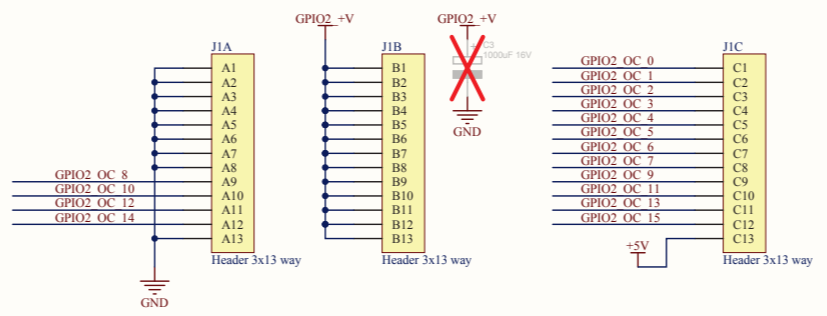 GPIO2_+V
GPIO2_+V
J1A
J1B
C3
1000uF 16V
J1C
A1
A2
A3
A4
A5
A6
A7
A8
GPIO2_OC_8 A9
GPIO2_OC_10 A10
GPIO2_OC_12 A11
GPIO2_OC_14 A12
A13
Header 3x13 way
GND
B1
B2
B3
B4
B5
B6
B7
B8
B9
B10
B11
B12
B13
Header 3x13 way
GND
GPIO2_OC_0 C1
GPIO2_OC_1 C2
GPIO2_OC_2 C3
GPIO2_OC_3 C4
GPIO2_OC_4 C5
GPIO2_OC_5 C6
GPIO2_OC_6 C7
GPIO2_OC_7 C8
GPIO2_OC_9 C9
GPIO2_OC_11 C10
GPIO2_OC_13 C11
GPIO2_OC_15 C12
+5V C13
Header 3x13 way